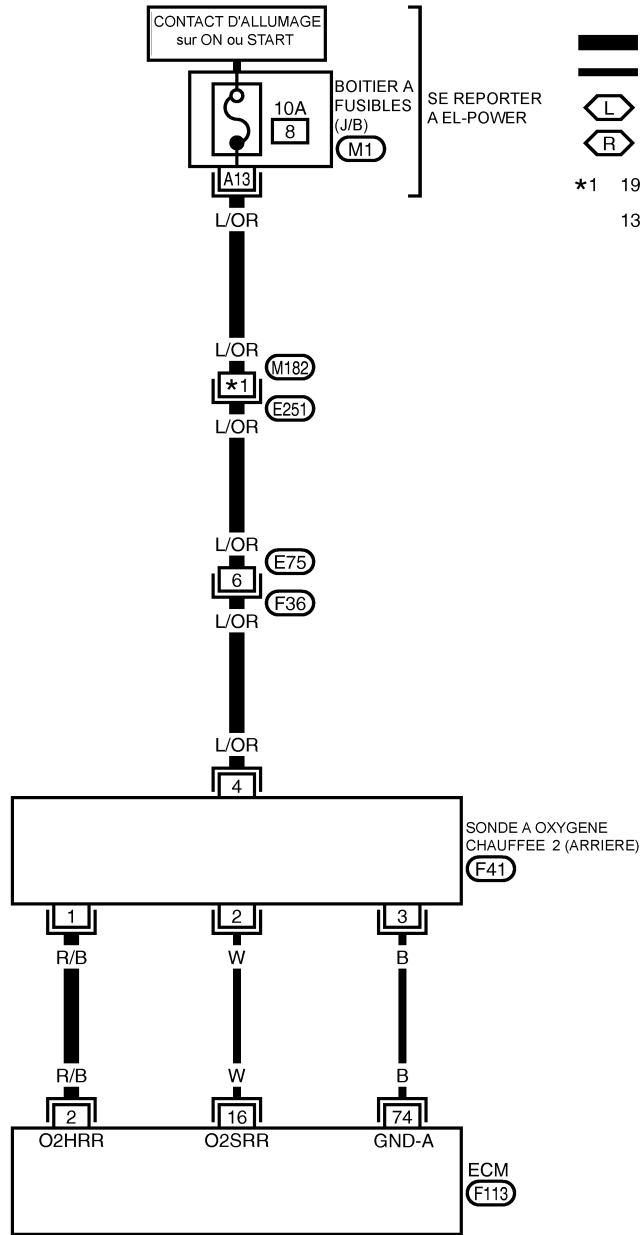 CONTACT D'ALLUMAGE
sur ON ou START
BOITIER A
FUSIBLES
(J/B)
M1
10A
8
SE REPORTER
A EL-POWER
L
R
*1 19
13
A13
L/OR
L/OR
M182
*1
E251
L/OR
L/OR
E75
6
F36
L/OR
L/OR
4
SONDE A OXYGENE
CHAUFFEE 2 (ARRIERE)
F41
1 2 3
R/B W B
R/B W B
2 16 74
O2HRR O2SRR GND-A
ECM
F113